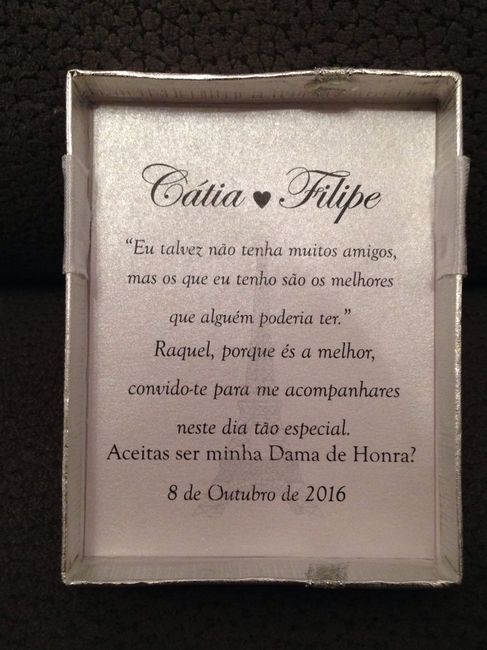 Cátia ♥ Filipe
“Eu talvez não tenha muitos amigos,
mas os que eu tenho são os melhores
que alguém poderia ter.”
Raquel, porque és a melhor,
convido-te para me acompanhares
neste dia tão especial.
Aceitas ser minha Dama de Honra?
8 de Outubro de 2016